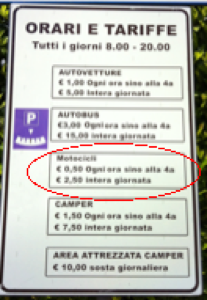 ORARI E TARIFFE
Tutti i giorni 8.00 - 20.00
AUTOVETTURE
€ 1,00 Ogni ora sino alla 4a
€ 5,00 Intera giornata
P
AUTOBUS
€3,00 Ogni ora sino alla 4a
€ 15,00 intera giornata
Motocicli
€ 0,50 Ogni ora sino alla 4a
€ 2,50 intera giornata
CAMPER
€ 1,50 Ogni ora sino alla 4a
€ 7,50 intera giornata
AREA ATTREZZATA CAMPER
€ 10,00 sosta giornaliera